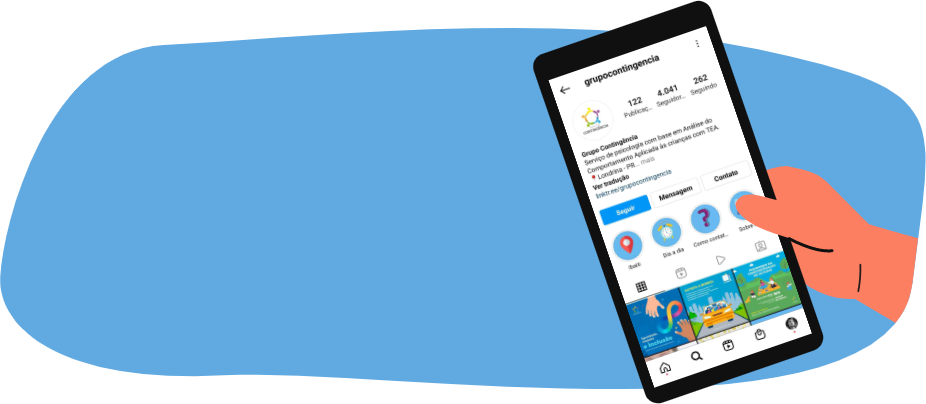 grupocontingencia
122 4.041 262
Publicaç... Seguidor... Seguindo
Grupo Contingência
Serviço de psicologia com base em Análise do
Comportamento Aplicada às crianças com TEA.
Londrina - PR... mais
Ver tradução
linktr.ee/grupocontingencia
Seguir Mensagem Contato
Dia a dia Como contat... Sobre
Inclusão